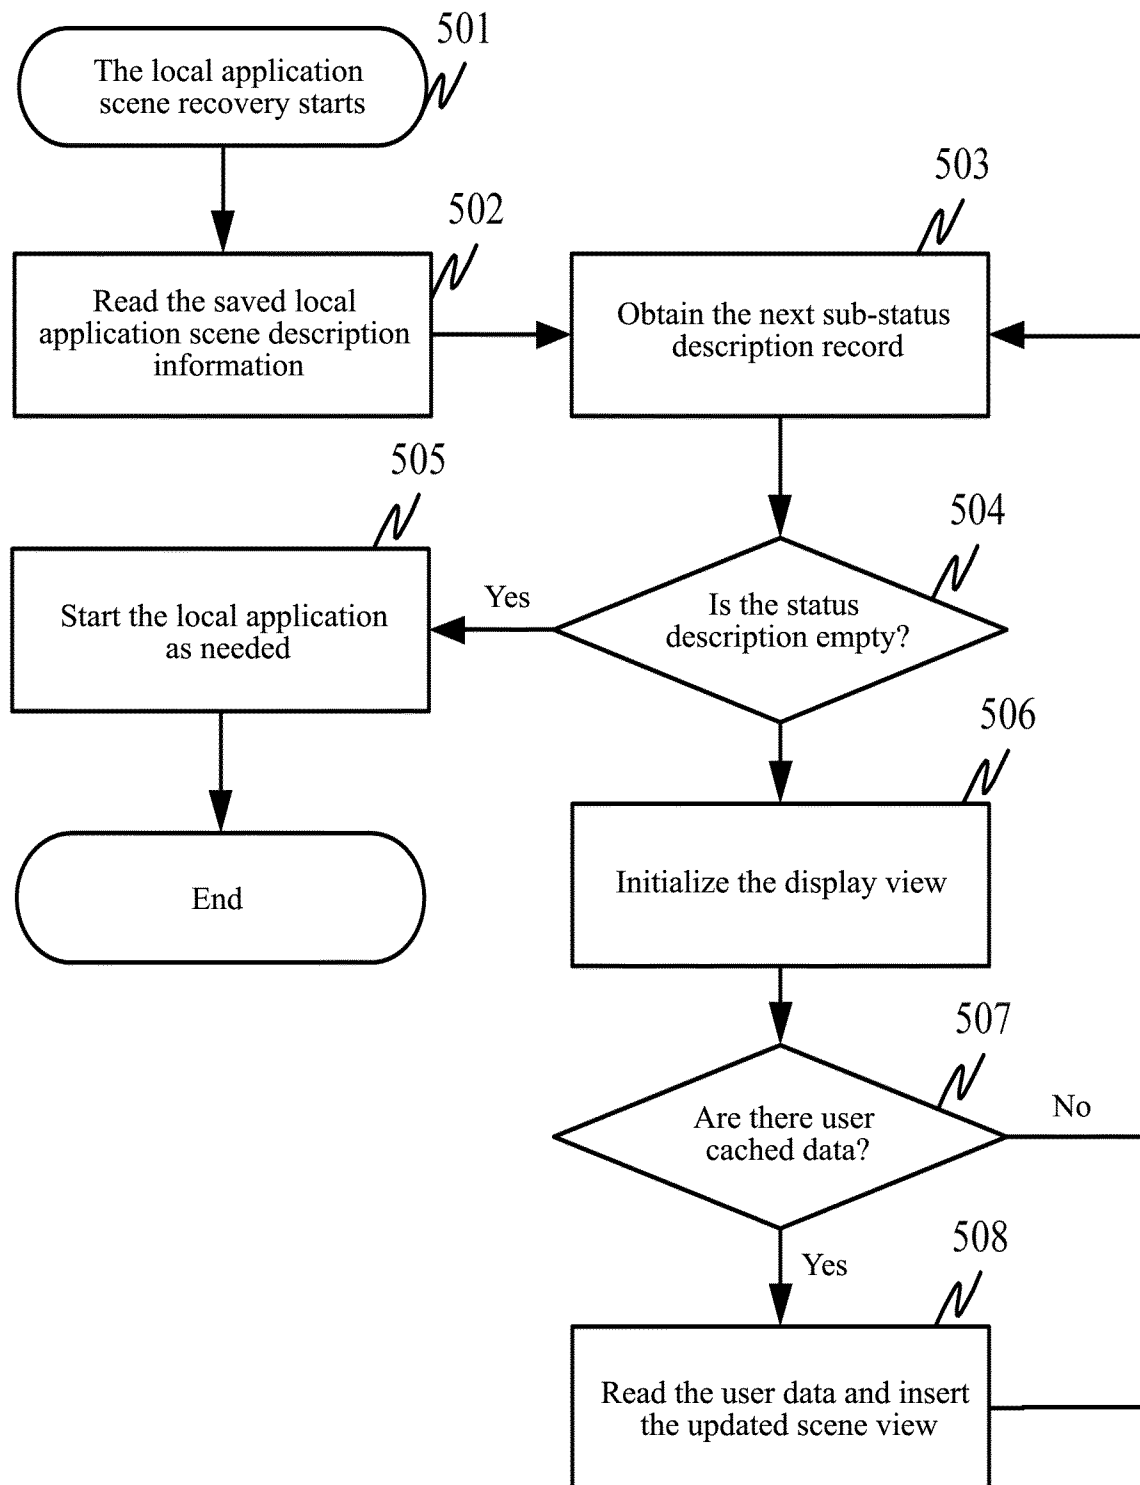 501
The local application
scene recovery starts
502
Read the saved local
application scene description
information
503
Obtain the next sub-status
description record
504
Is the status
description empty?
Yes
505
Start the local application
as needed
End
506
Initialize the display view
507
Are there user
cached data?
No
Yes
508
Read the user data and insert
the updated scene view